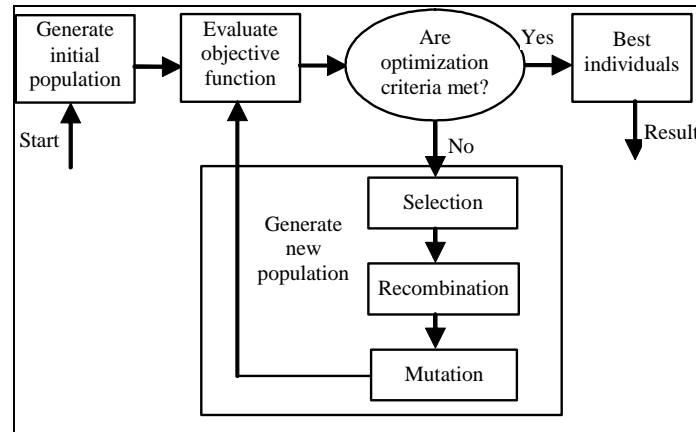 Generate
initial
population
Evaluate
objective
function
Are
optimization
criteria met?
Yes
Best
individuals
Start
No
Result
Generate
new
population
Selection
Recombination
Mutation